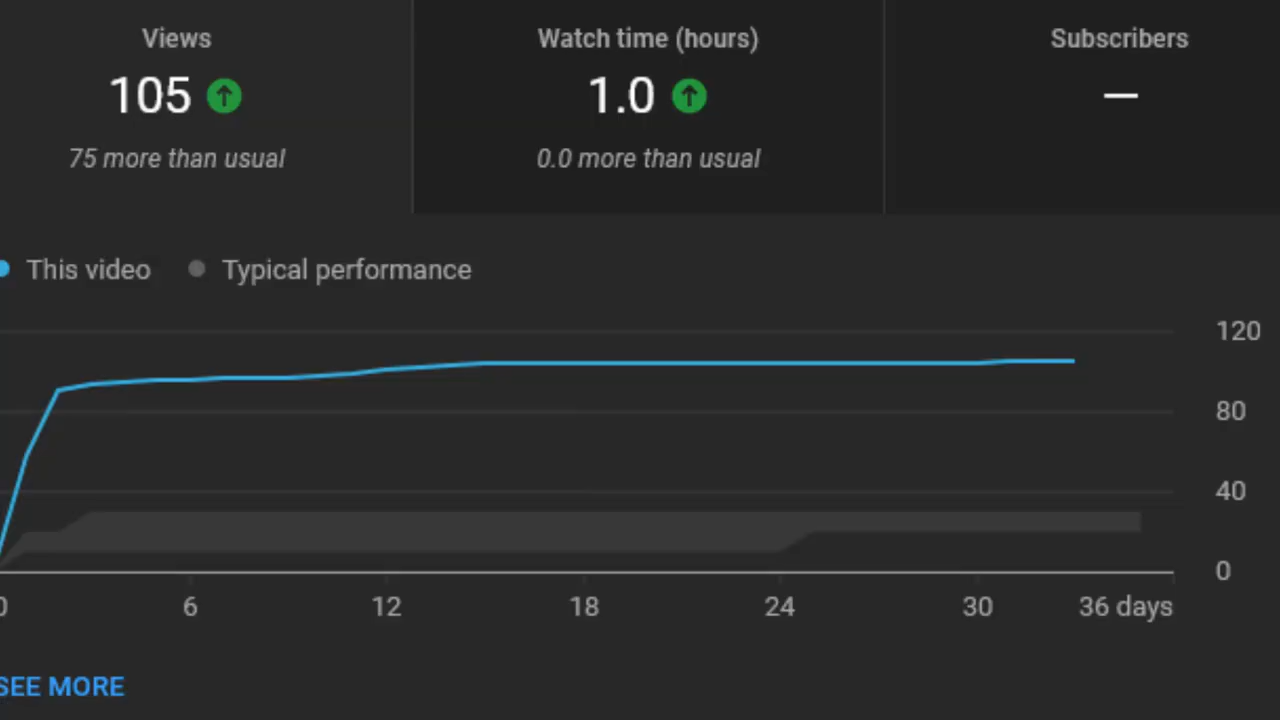 Views
105
75 more than usual
Watch time (hours)
1.0
0.0 more than usual
Subscribers
—
This video
Typical performance
120
80
40
0
0 6 12 18 24 30 36 days
SEE MORE